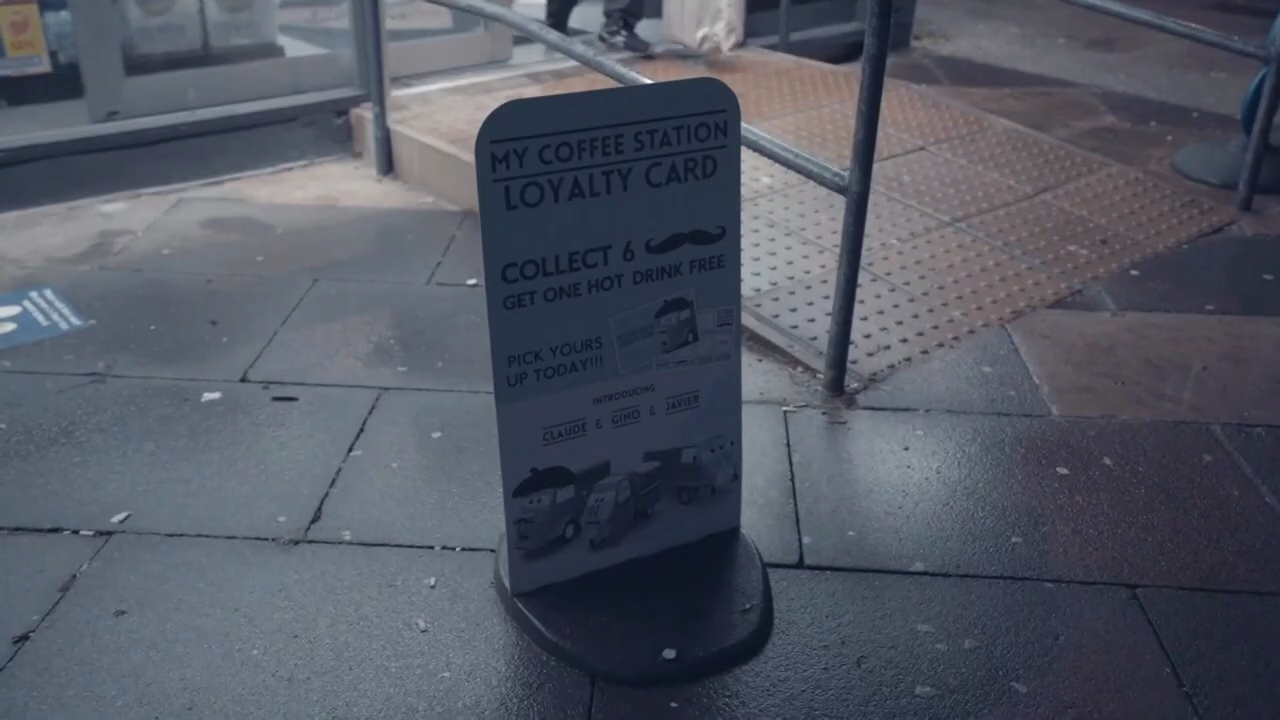 MY COFFEE STATION
LOYALTY CARD
COLLECT 6
GET ONE HOT DRINK FREE
PICK YOURS
UP TODAY!!!
INTRODUCING
CLAUDE & GINO & JAVIER